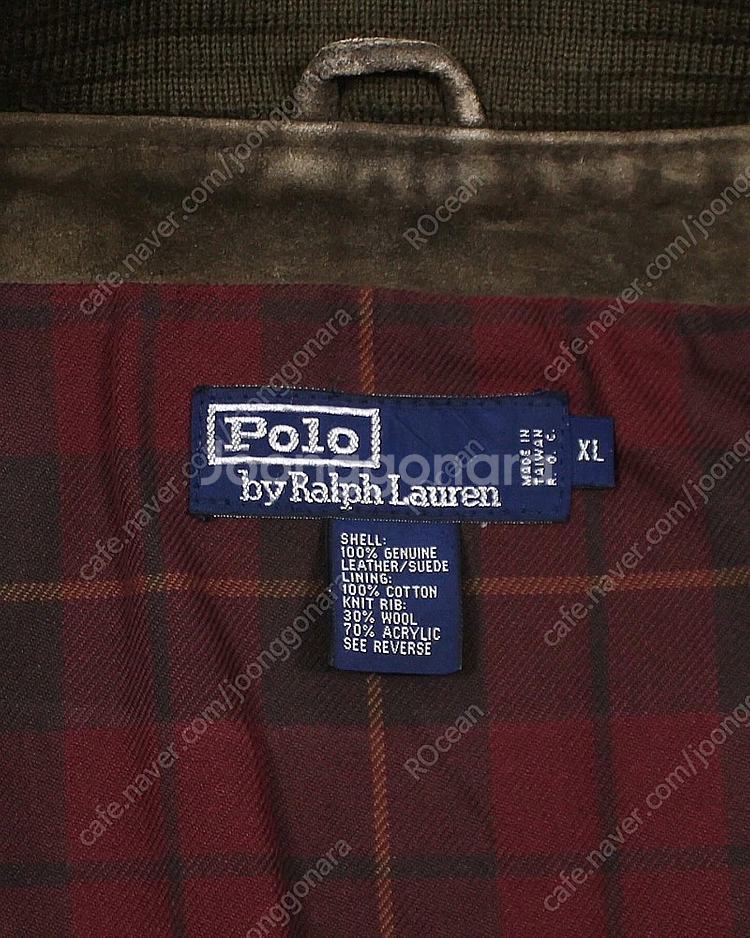 Polo
by Ralph Lauren
MADE IN
TAIWAN
R. O. C.
XL
SHELL:
100% GENUINE
LEATHER/SUEDE
LINING:
100% COTTON
KNIT RIB:
30% WOOL
70% ACRYLIC
SEE REVERSE
Joonggonara
cafe.naver.com/joonggonara
ROcean